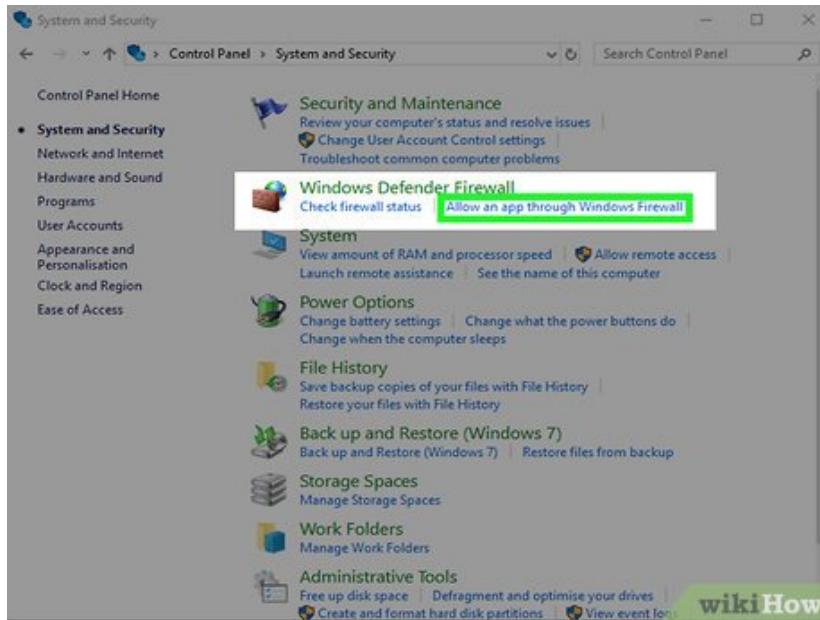 System and Security
Control Panel > System and Security
Search Control Panel
Control Panel Home
System and Security
Network and Internet
Hardware and Sound
Programs
User Accounts
Appearance and
Personalisation
Clock and Region
Ease of Access
Security and Maintenance
Review your computer's status and resolve issues
Change User Account Control settings
Troubleshoot common computer problems
Windows Defender Firewall
Check firewall status
Allow an app through Windows Firewall
System
View amount of RAM and processor speed
Allow remote access
Launch remote assistance
See the name of this computer
Power Options
Change battery settings
Change what the power buttons do
Change when the computer sleeps
File History
Save backup copies of your files with File History
Restore your files with File History
Back up and Restore (Windows 7)
Back up and Restore (Windows 7)
Restore files from backup
Storage Spaces
Manage Storage Spaces
Work Folders
Manage Work Folders
Administrative Tools
Free up disk space
Defragment and optimise your drives
Create and format hard disk partitions
View event logs
wikiHow